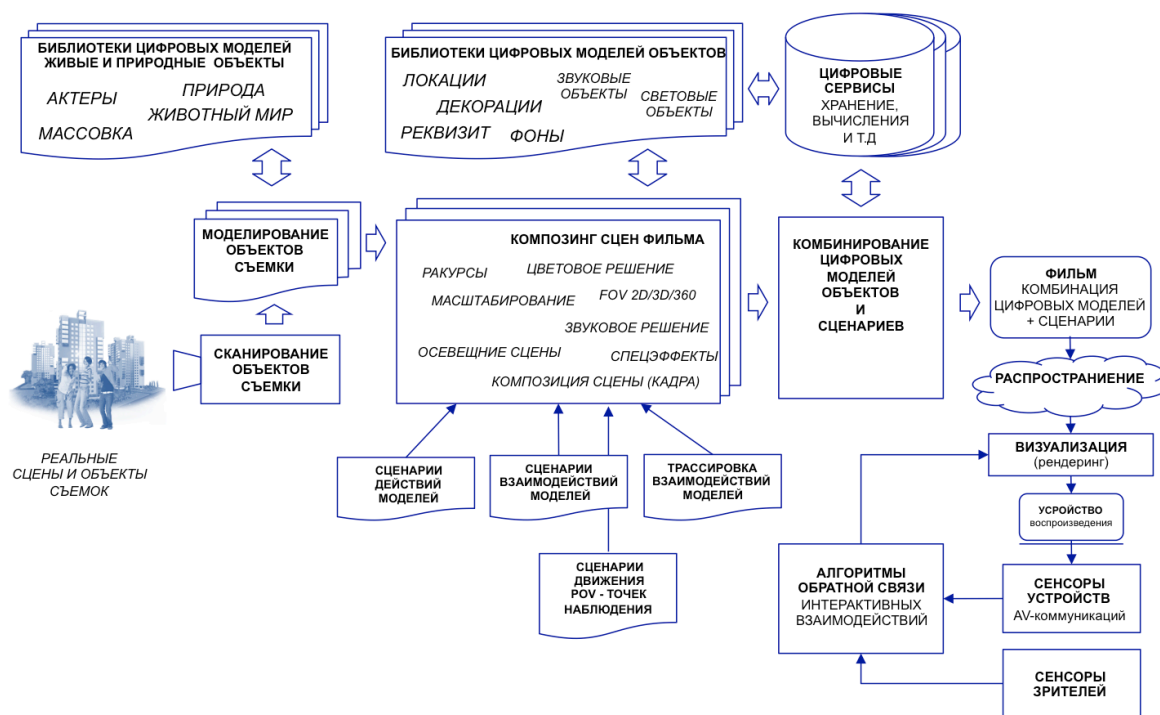 БИБЛИОТЕКИ ЦИФРОВЫХ МОДЕЛЕЙ
ЖИВЫЕ И ПРИРОДНЫЕ ОБЪЕКТЫ
АКТЕРЫ
ПРИРОДА
ЖИВОТНЫЙ МИР
МАССОВКА
БИБЛИОТЕКИ ЦИФРОВЫХ МОДЕЛЕЙ ОБЪЕКТОВ
ЛОКАЦИИ
ЗВУКОВЫЕ
ОБЪЕКТЫ
ДЕКОРАЦИИ
СВЕТОВЫЕ
ОБЪЕКТЫ
РЕКВИЗИТ
ФОНЫ
ЦИФРОВЫЕ
СЕРВИСЫ
ХРАНЕНИЕ,
ВЫЧИСЛЕНИЯ
И Т.Д
МОДЕЛИРОВАНИЕ
ОБЪЕКТОВ
СЪЕМКИ
СКАНИРОВАНИЕ
ОБЪЕКТОВ
СЪЕМКИ
РЕАЛЬНЫЕ
СЦЕНЫ И ОБЪЕКТЫ
СЪЕМОК
КОМПОЗИНГ СЦЕН ФИЛЬМА
РАКУРСЫ
ЦВЕТОВОЕ РЕШЕНИЕ
МАСШТАБИРОВАНИЕ
FOV 2D/3D/360
ЗВУКОВОЕ РЕШЕНИЕ
ОСЕВЕЩНИЕ СЦЕНЫ
СПЕЦЭФФЕКТЫ
КОМПОЗИЦИЯ СЦЕНЫ (КАДРА)
СЦЕНАРИИ
ДЕЙСТВИЙ
МОДЕЛЕЙ
СЦЕНАРИИ
ВЗАИМОДЕЙСТВИЙ
МОДЕЛЕЙ
ТРАССИРОВКА
ВЗАИМОДЕЙСТВИЙ
МОДЕЛЕЙ
СЦЕНАРИИ
ДВИЖЕНИЯ
POV - ТОЧЕК
НАБЛЮДЕНИЯ
КОМБИНИРОВАНИЕ
ЦИФРОВЫХ
МОДЕЛЕЙ
ОБЪЕКТОВ
И
СЦЕНАРИЕВ
ФИЛЬМ
КОМБИНАЦИЯ
ЦИФРОВЫХ МОДЕЛЕЙ
+ СЦЕНАРИИ
РАСПРОСТРАНИЕНИЕ
ВИЗУАЛИЗАЦИЯ
(рендеринг)
УСТРОЙСТВО
воспроизведения
АЛГОРИТМЫ
ОБРАТНОЙ СВЯЗИ
ИНТЕРАКТИВНЫХ
ВЗАИМОДЕЙСТВИЙ
СЕНСОРЫ
УСТРОЙСТВ
AV-коммуникаций
СЕНСОРЫ
ЗРИТЕЛЕЙ